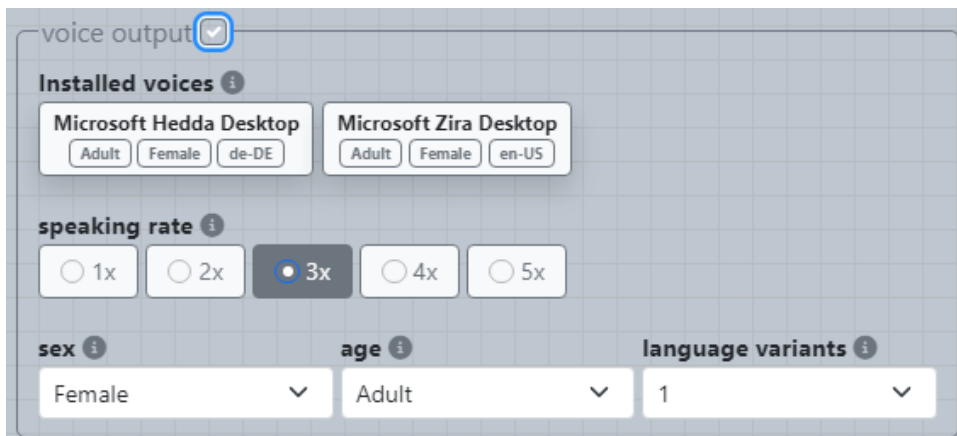 voice output
Installed voices
Microsoft Hedda Desktop
Adult Female de-DE
Microsoft Zira Desktop
Adult Female en-US
speaking rate
1x 2x 3x 4x 5x
sex
Female
age
Adult
language variants
1